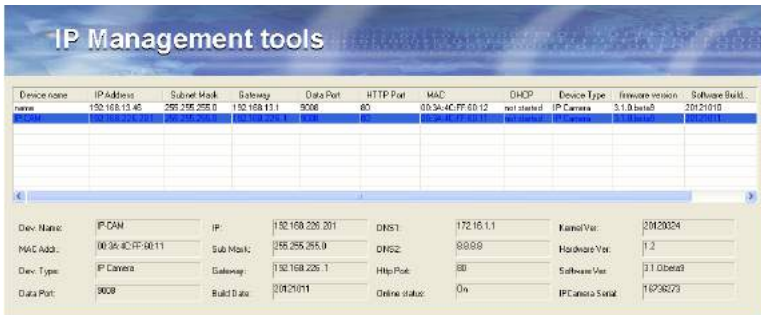 IP Management tools
Device name IP Address Subnet Mask Gateway Data Port HTTP Port MAC DHCP Device Type firmware version Software Build..
name 192.168.13.46 255.255.255.0 192.168.13.1 9008 80 00:3A:4C:FF:60:12 not started IP Camera 3.1.0.beta9 20121010
IP-CAM 192.168.226.201 255.255.255.0 192.168.226.1 9008 80 00:3A:4C:FF:60:11 not started IP Camera 3.1.0.beta9 20121011
Dev. Name: IP-CAM IP: 192.168.226.201 DNS1: 172.16.1.1 Kernel Ver: 20120324
MAC Addr.: 00:3A:4C:FF:60:11 Sub Mask: 255.255.255.0 DNS2: 8.8.8.8 Hardware Ver: 1.2
Dev. Type: IP Camera Gateway: 192.168.226.1 Http Port: 80 Software Ver: 3.1.0.beta9
Data Port: 9008 Build Date: 20121011 Online status: On IPCamera Serial: 16736273